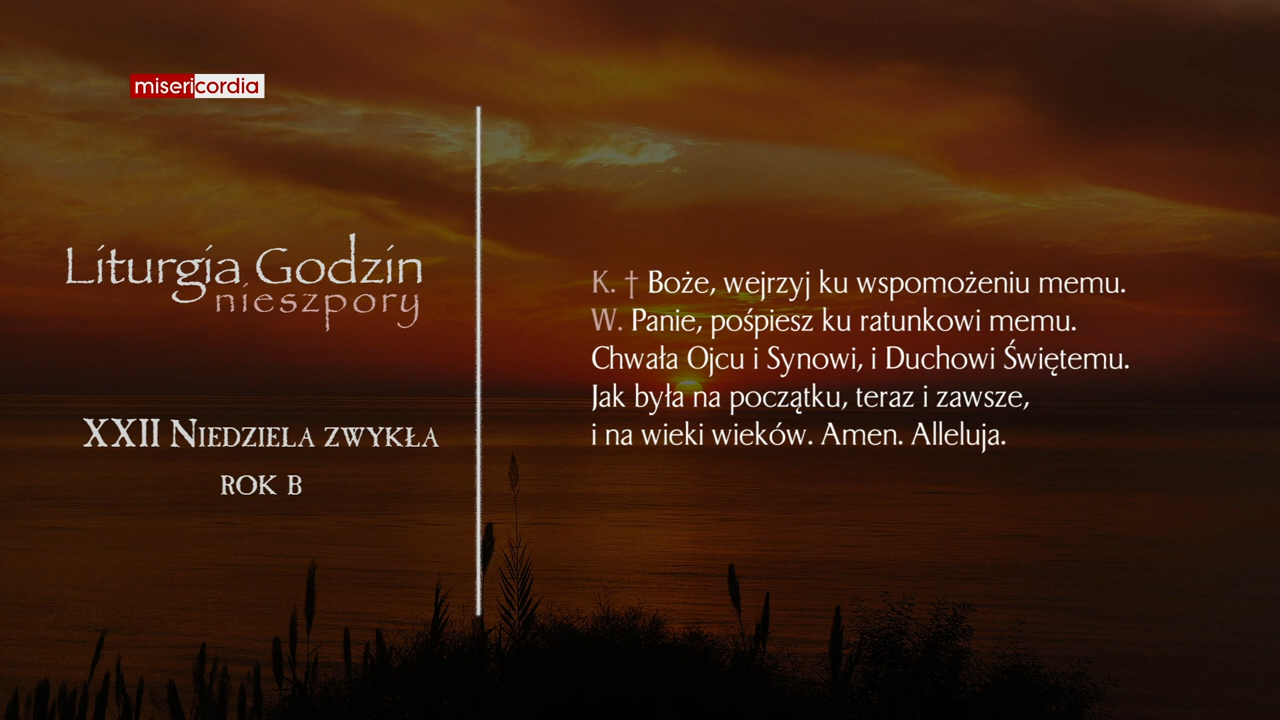 misericordia
Liturgia Godzin
nieszpory
XXII Niedziela zwykła
rok B
K. † Boże, wejrzyj ku wspomożeniu memu.
W. Panie, pośpiesz ku ratunkowi memu.
Chwała Ojcu i Synowi, i Duchowi Świętemu.
Jak była na początku, teraz i zawsze,
i na wieki wieków. Amen. Alleluja.